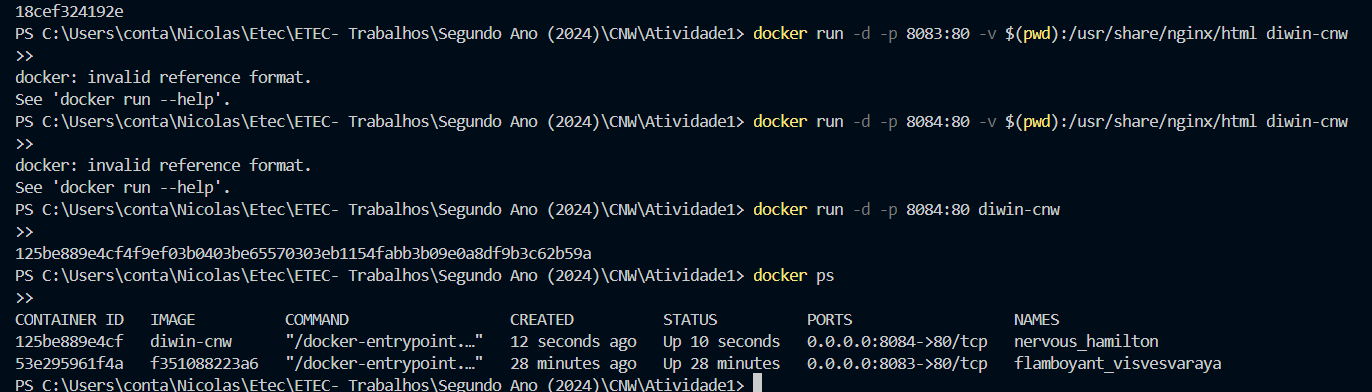 18cef324192e
PS C:\Users\conta\Nicolas\Etec\ETEC- Trabalhos\Segundo Ano (2024)\CNW\Atividade1> docker run -d -p 8083:80 -v $(pwd):/usr/share/nginx/html diwin-cnw
>>
docker: invalid reference format.
See 'docker run --help'.
PS C:\Users\conta\Nicolas\Etec\ETEC- Trabalhos\Segundo Ano (2024)\CNW\Atividade1> docker run -d -p 8084:80 -v $(pwd):/usr/share/nginx/html diwin-cnw
>>
docker: invalid reference format.
See 'docker run --help'.
PS C:\Users\conta\Nicolas\Etec\ETEC- Trabalhos\Segundo Ano (2024)\CNW\Atividade1> docker run -d -p 8084:80 diwin-cnw
>>
125be889e4cf4f9ef03b0403be65570303eb1154fabb3b09e0a8df9b3c62b59a
PS C:\Users\conta\Nicolas\Etec\ETEC- Trabalhos\Segundo Ano (2024)\CNW\Atividade1> docker ps
>>
CONTAINER ID   IMAGE          COMMAND                  CREATED          STATUS          PORTS                  NAMES
125be889e4cf   diwin-cnw      "/docker-entrypoint.…"   12 seconds ago   Up 10 seconds   0.0.0.0:8084->80/tcp   nervous_hamilton
53e295961f4a   f351088223a6   "/docker-entrypoint.…"   28 minutes ago   Up 28 minutes   0.0.0.0:8083->80/tcp   flamboyant_visvesvaraya
PS C:\Users\conta\Nicolas\Etec\ETEC- Trabalhos\Segundo Ano (2024)\CNW\Atividade1>